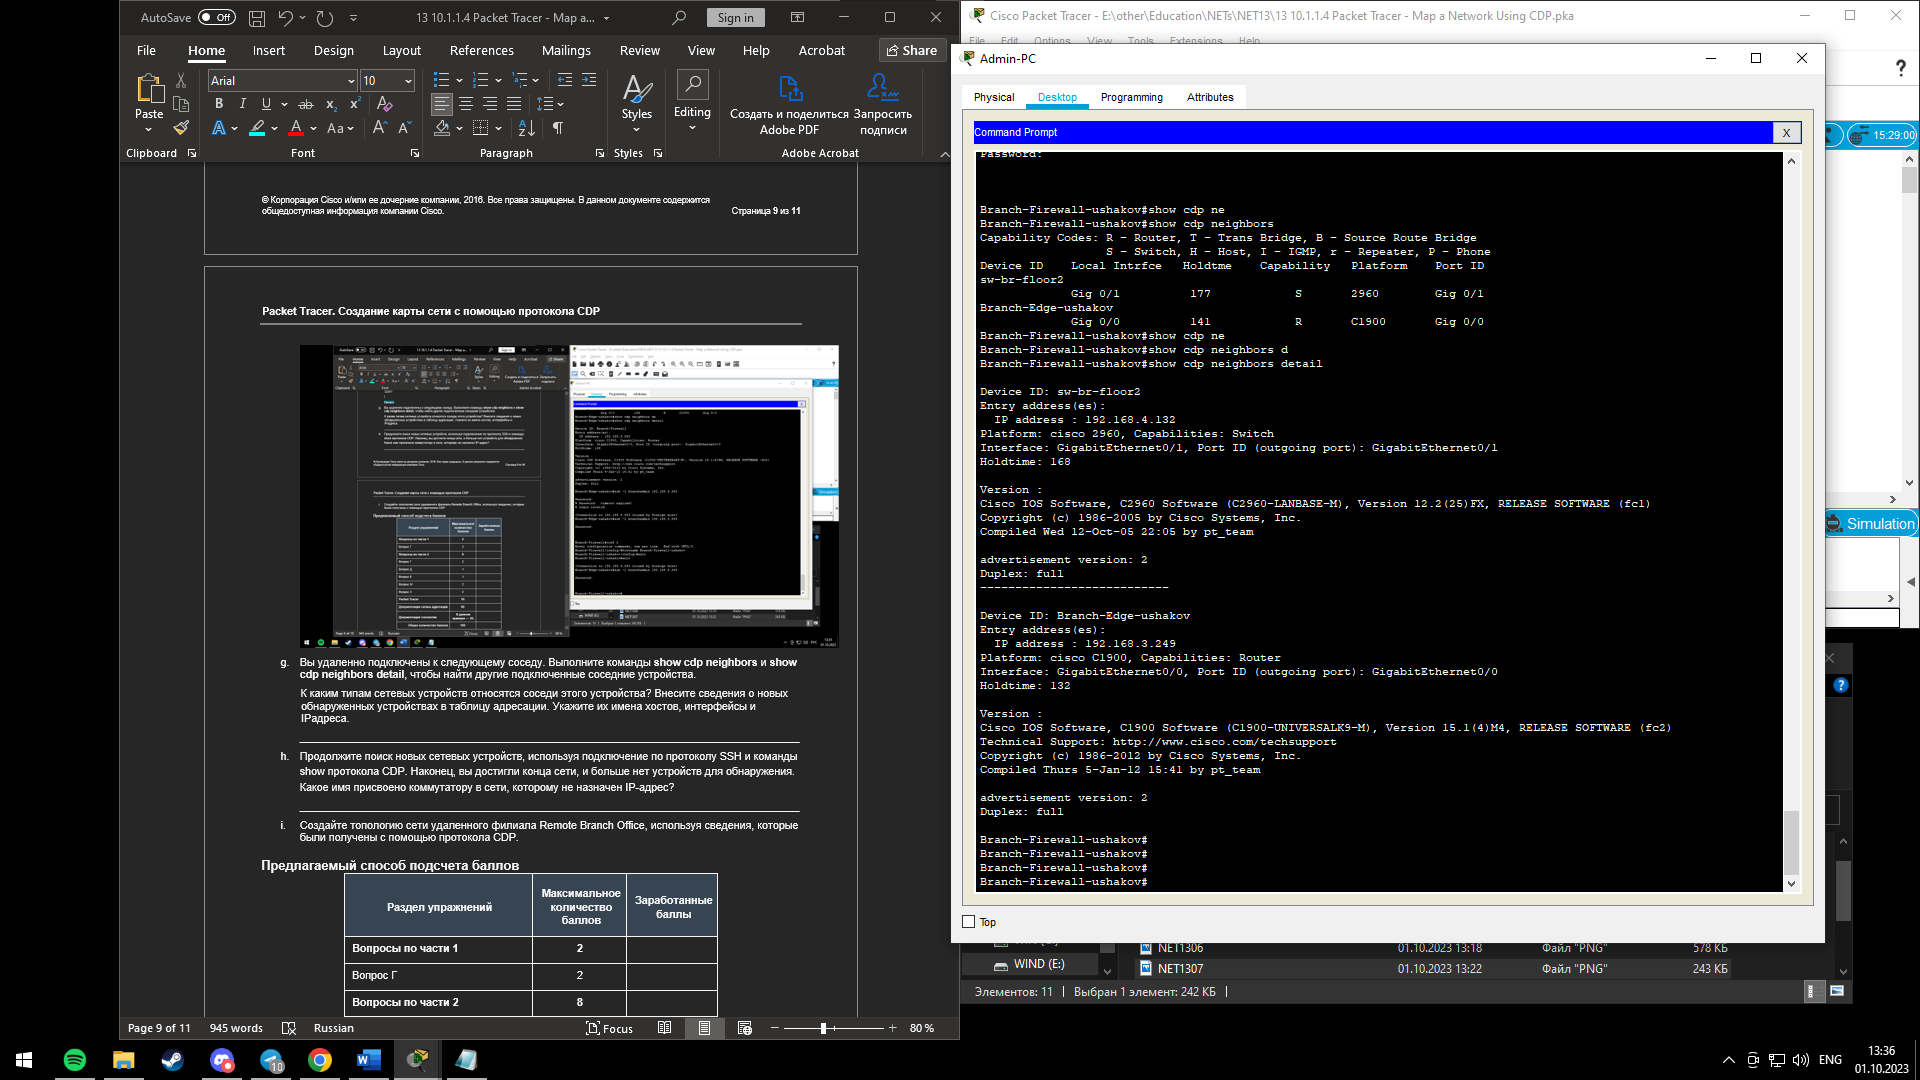 AutoSave Off 13 10.1.1.4 Packet Tracer - Map a... Sign in
File Home Insert Design Layout References Mailings Review View Help Acrobat Share
Arial 10
Paste
Styles
Editing
Создать и поделиться Adobe PDF
Запросить подписи
Clipboard Font Paragraph Styles Adobe Acrobat
© Корпорация Cisco и/или ее дочерние компании, 2016. Все права защищены. В данном документе содержится
общедоступная информация компании Cisco. Страница 9 из 11
Packet Tracer. Создание карты сети с помощью протокола CDP
g. Вы удаленно подключены к следующему соседу. Выполните команды show cdp neighbors и show
cdp neighbors detail, чтобы найти другие подключенные соседние устройства.
К каким типам сетевых устройств относятся соседи этого устройства? Внесите сведения о новых
обнаруженных устройствах в таблицу адресации. Укажите их имена хостов, интерфейсы и
IPадреса.
h. Продолжите поиск новых сетевых устройств, используя подключение по протоколу SSH и команды
show протокола CDP. Наконец, вы достигли конца сети, и больше нет устройств для обнаружения.
Какое имя присвоено коммутатору в сети, которому не назначен IP-адрес?
i. Создайте топологию сети удаленного филиала Remote Branch Office, используя сведения, которые
были получены с помощью протокола CDP.
Предлагаемый способ подсчета баллов
Раздел упражнений Максимальное количество баллов Заработанные баллы
Вопросы по части 1 2
Вопрос Г 2
Вопросы по части 2 8
Page 9 of 11 945 words Russian Focus 80 %
Cisco Packet Tracer - E:\other\Education\NETs\NET13\13 10.1.1.4 Packet Tracer - Map a Network Using CDP.pka
File Edit Options View Tools Extensions Help
Admin-PC
Physical Desktop Programming Attributes
Command Prompt X
Password:
Branch-Firewall-ushakov#show cdp ne
Branch-Firewall-ushakov#show cdp neighbors
Capability Codes: R - Router, T - Trans Bridge, B - Source Route Bridge
S - Switch, H - Host, I - IGMP, r - Repeater, P - Phone
Device ID Local Intrfce Holdtme Capability Platform Port ID
sw-br-floor2
Gig 0/1 177 S 2960 Gig 0/1
Branch-Edge-ushakov
Gig 0/0 141 R C1900 Gig 0/0
Branch-Firewall-ushakov#show cdp ne
Branch-Firewall-ushakov#show cdp neighbors d
Branch-Firewall-ushakov#show cdp neighbors detail
Device ID: sw-br-floor2
Entry address(es):
IP address : 192.168.4.132
Platform: cisco 2960, Capabilities: Switch
Interface: GigabitEthernet0/1, Port ID (outgoing port): GigabitEthernet0/1
Holdtime: 168
Version :
Cisco IOS Software, C2960 Software (C2960-LANBASE-M), Version 12.2(25)FX, RELEASE SOFTWARE (fc1)
Copyright (c) 1986-2005 by Cisco Systems, Inc.
Compiled Wed 12-Oct-05 22:05 by pt_team
advertisement version: 2
Duplex: full
---------------------------
Device ID: Branch-Edge-ushakov
Entry address(es):
IP address : 192.168.3.249
Platform: cisco C1900, Capabilities: Router
Interface: GigabitEthernet0/0, Port ID (outgoing port): GigabitEthernet0/0
Holdtime: 132
Version :
Cisco IOS Software, C1900 Software (C1900-UNIVERSALK9-M), Version 15.1(4)M4, RELEASE SOFTWARE (fc2)
Technical Support: http://www.cisco.com/techsupport
Copyright (c) 1986-2012 by Cisco Systems, Inc.
Compiled Thurs 5-Jan-12 15:41 by pt_team
advertisement version: 2
Duplex: full
Branch-Firewall-ushakov#
Branch-Firewall-ushakov#
Branch-Firewall-ushakov#
Branch-Firewall-ushakov#
Top
15:29:00
Simulation
WIND (E:)
NET1306 01.10.2023 13:18 Файл "PNG" 578 КБ
NET1307 01.10.2023 13:22 Файл "PNG" 243 КБ
Элементов: 11 Выбран 1 элемент: 242 КБ
10
ENG
13:36
01.10.2023